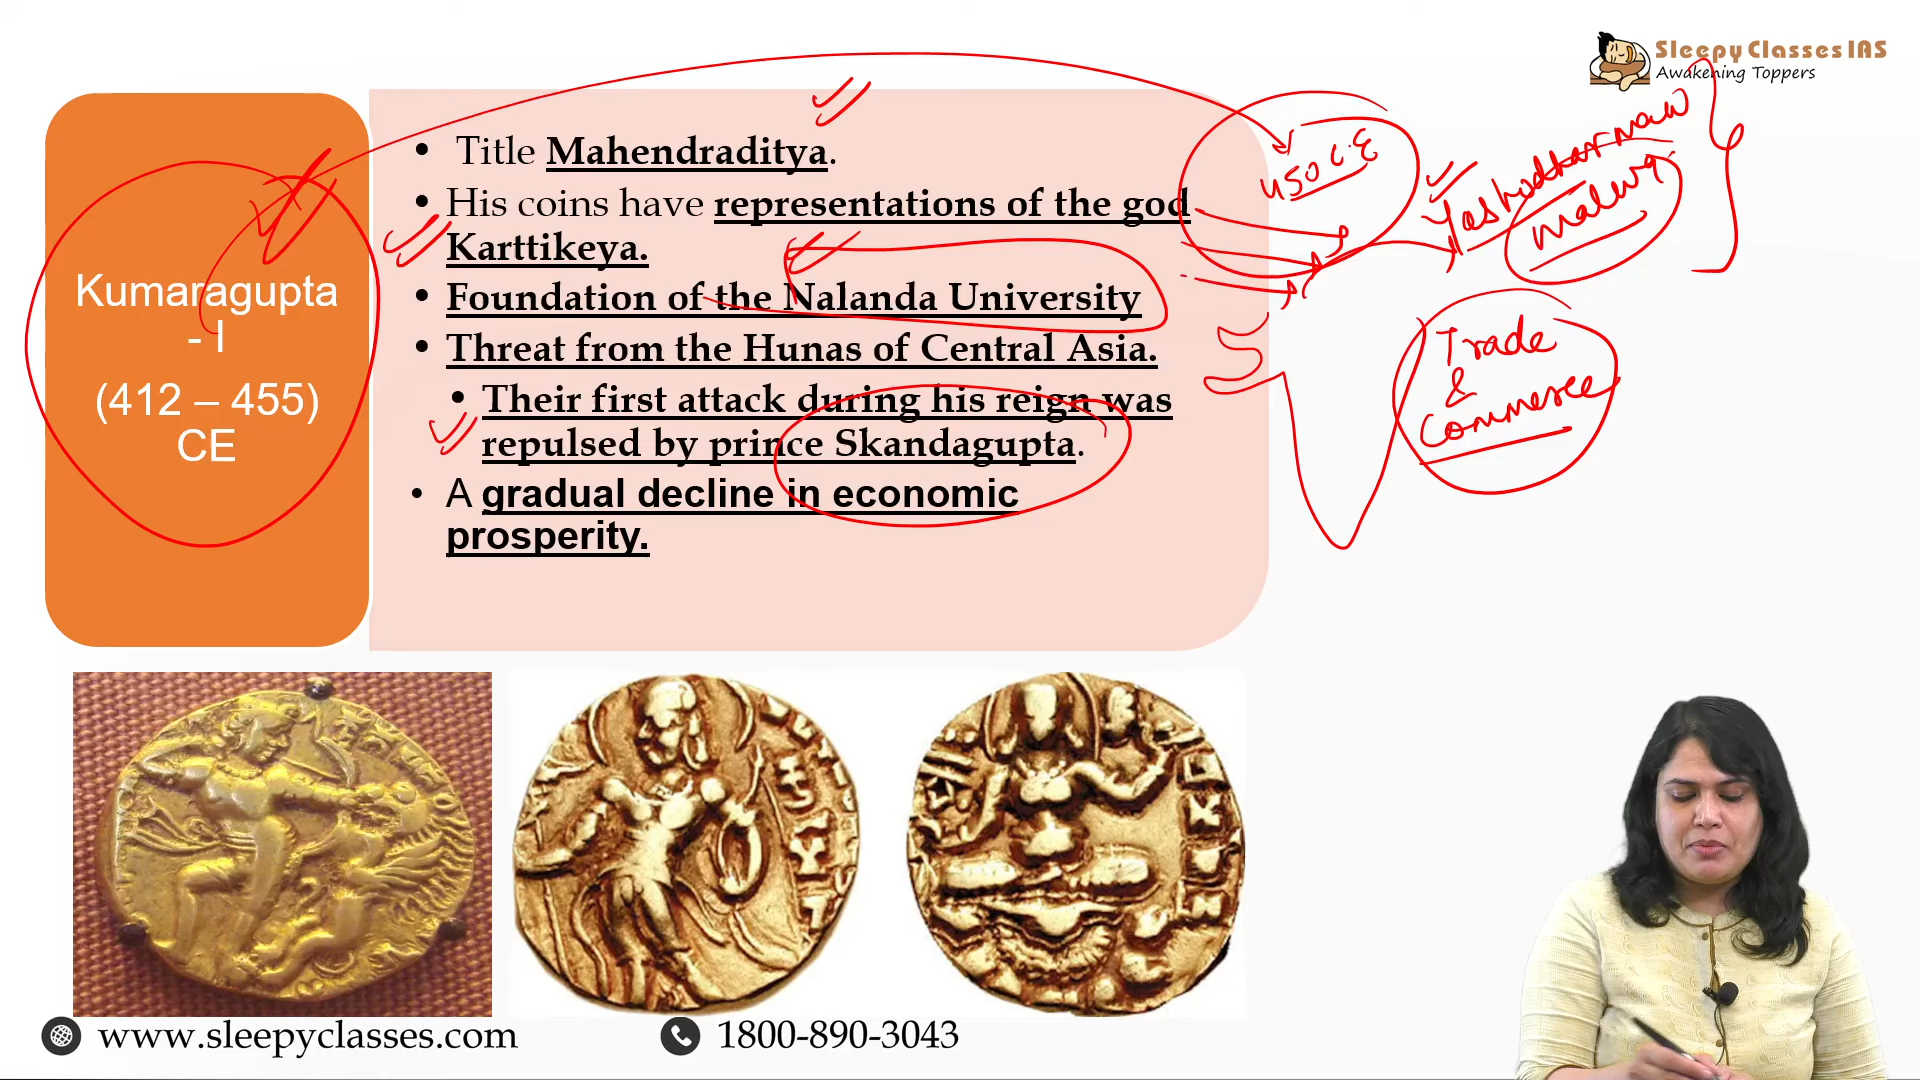 Sleepy Classes IAS
Awakening Toppers
Kumaragupta
- I
(412 – 455)
CE
• Title Mahendraditya.
• His coins have representations of the god
Karttikeya.
• Foundation of the Nalanda University
• Threat from the Hunas of Central Asia.
• Their first attack during his reign was
repulsed by prince Skandagupta.
• A gradual decline in economic
prosperity.
450 C.E
Yashodharman
Malwa
Trade
&
Commerce
www.sleepyclasses.com
1800-890-3043